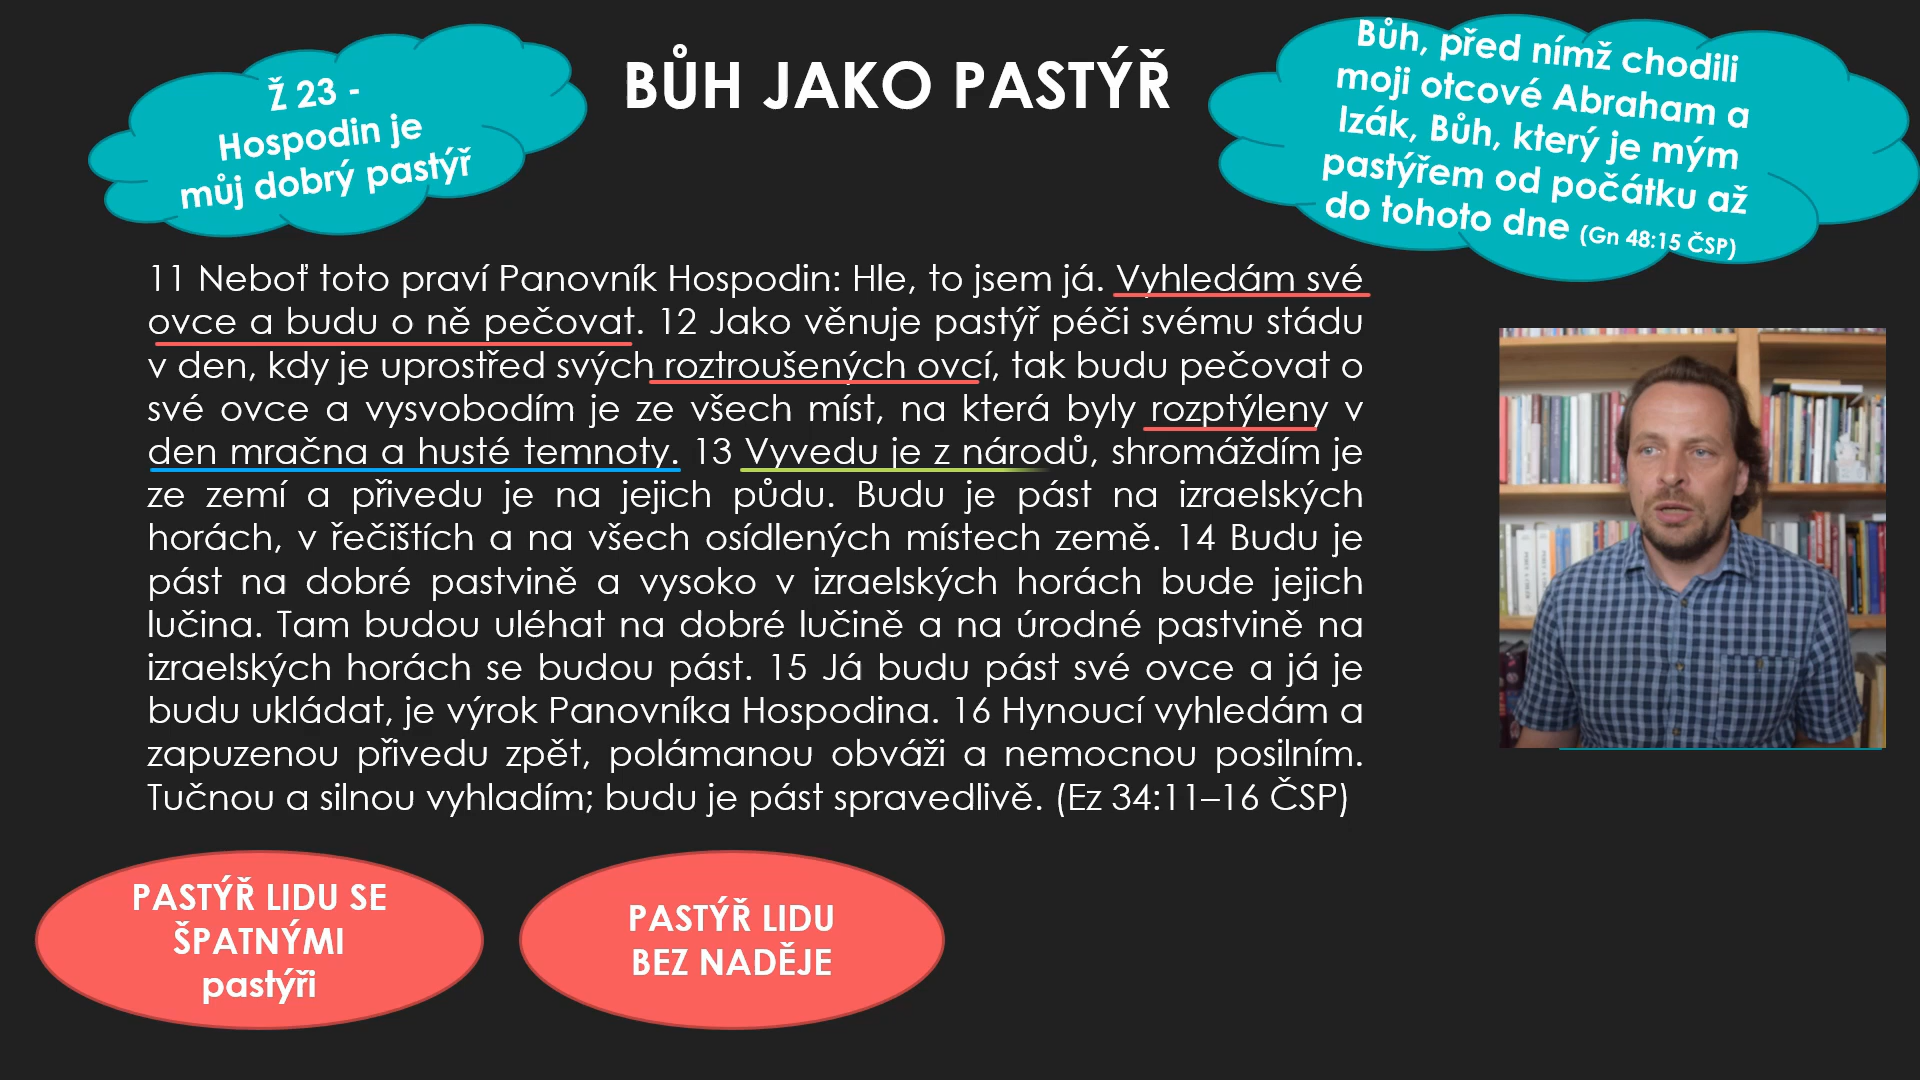 Ž 23 -
Hospodin je
můj dobrý pastýř
BŮH JAKO PASTÝŘ
Bůh, před nímž chodili
moji otcové Abraham a
Izák, Bůh, který je mým
pastýřem od počátku až
do tohoto dne (Gn 48:15 ČSP)
11 Neboť toto praví Panovník Hospodin: Hle, to jsem já. Vyhledám své
ovce a budu o ně pečovat. 12 Jako věnuje pastýř péči svému stádu
v den, kdy je uprostřed svých roztroušených ovcí, tak budu pečovat o
své ovce a vysvobodím je ze všech míst, na která byly rozptýleny v
den mračna a husté temnoty. 13 Vyvedu je z národů, shromáždím je
ze zemí a přivedu je na jejich půdu. Budu je pást na izraelských
horách, v řečištích a na všech osídlených místech země. 14 Budu je
pást na dobré pastvině a vysoko v izraelských horách bude jejich
lučina. Tam budou uléhat na dobré lučině a na úrodné pastvině na
izraelských horách se budou pást. 15 Já budu pást své ovce a já je
budu ukládat, je výrok Panovníka Hospodina. 16 Hynoucí vyhledám a
zapuzenou přivedu zpět, polámanou obváži a nemocnou posilním.
Tučnou a silnou vyhladím; budu je pást spravedlivě. (Ez 34:11–16 ČSP)
PASTÝŘ LIDU SE
ŠPATNÝMI
pastýři
PASTÝŘ LIDU
BEZ NADĚJE